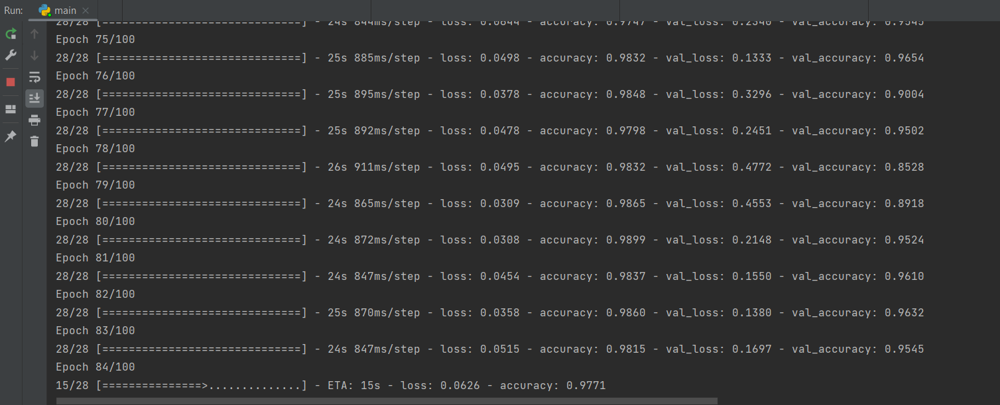 Run: main
28/28 [==============================] - 24s 844ms/step - loss: 0.0644 - accuracy: 0.9747 - val_loss: 0.2340 - val_accuracy: 0.9545
Epoch 75/100
28/28 [==============================] - 25s 885ms/step - loss: 0.0498 - accuracy: 0.9832 - val_loss: 0.1333 - val_accuracy: 0.9654
Epoch 76/100
28/28 [==============================] - 25s 895ms/step - loss: 0.0378 - accuracy: 0.9848 - val_loss: 0.3296 - val_accuracy: 0.9004
Epoch 77/100
28/28 [==============================] - 25s 892ms/step - loss: 0.0478 - accuracy: 0.9798 - val_loss: 0.2451 - val_accuracy: 0.9502
Epoch 78/100
28/28 [==============================] - 26s 911ms/step - loss: 0.0495 - accuracy: 0.9832 - val_loss: 0.4772 - val_accuracy: 0.8528
Epoch 79/100
28/28 [==============================] - 24s 865ms/step - loss: 0.0309 - accuracy: 0.9865 - val_loss: 0.4553 - val_accuracy: 0.8918
Epoch 80/100
28/28 [==============================] - 24s 872ms/step - loss: 0.0308 - accuracy: 0.9899 - val_loss: 0.2148 - val_accuracy: 0.9524
Epoch 81/100
28/28 [==============================] - 24s 847ms/step - loss: 0.0454 - accuracy: 0.9837 - val_loss: 0.1550 - val_accuracy: 0.9610
Epoch 82/100
28/28 [==============================] - 25s 870ms/step - loss: 0.0358 - accuracy: 0.9860 - val_loss: 0.1380 - val_accuracy: 0.9632
Epoch 83/100
28/28 [==============================] - 24s 847ms/step - loss: 0.0515 - accuracy: 0.9815 - val_loss: 0.1697 - val_accuracy: 0.9545
Epoch 84/100
15/28 [===============>..............] - ETA: 15s - loss: 0.0626 - accuracy: 0.9771